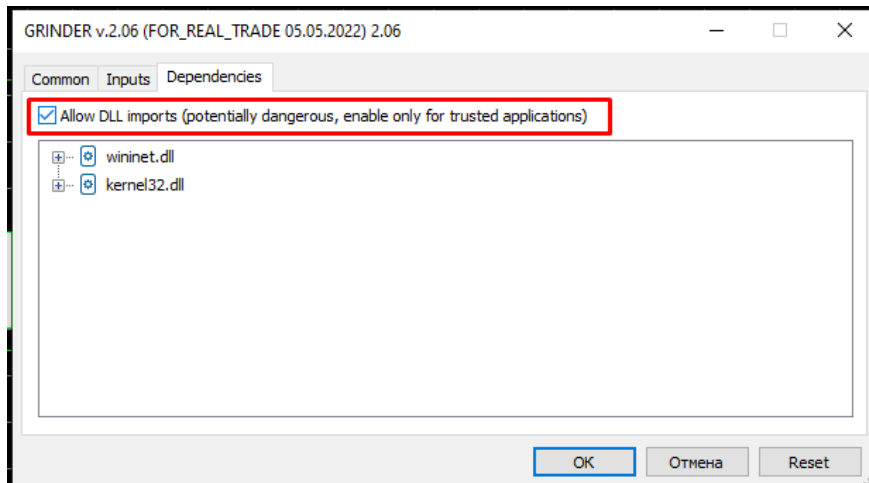 GRINDER v.2.06 (FOR_REAL_TRADE 05.05.2022) 2.06
Common Inputs Dependencies
Allow DLL imports (potentially dangerous, enable only for trusted applications)
wininet.dll
kernel32.dll
OK Отмена Reset